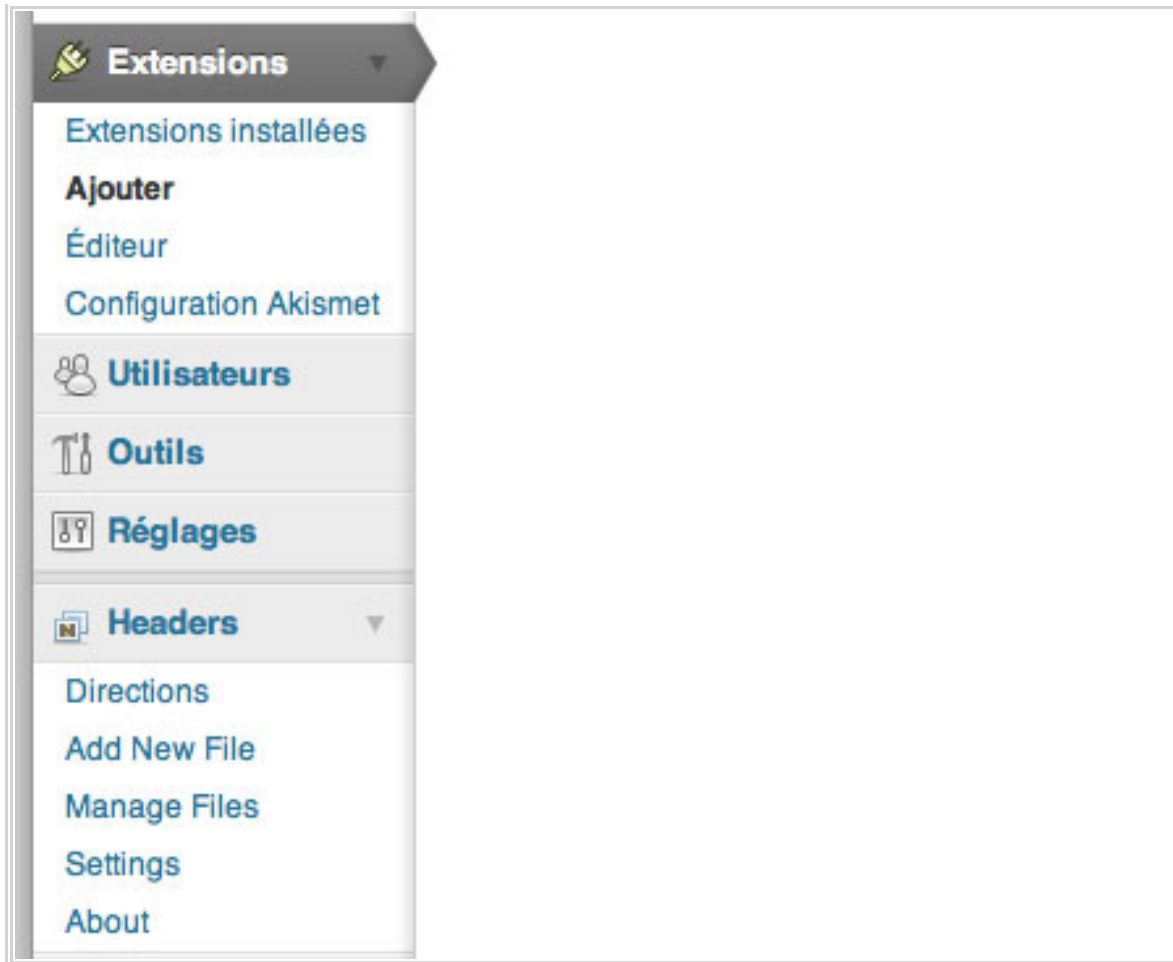 Extensions
Extensions installées
Ajouter
Éditeur
Configuration Akismet
Utilisateurs
Outils
Réglages
Headers
Directions
Add New File
Manage Files
Settings
About